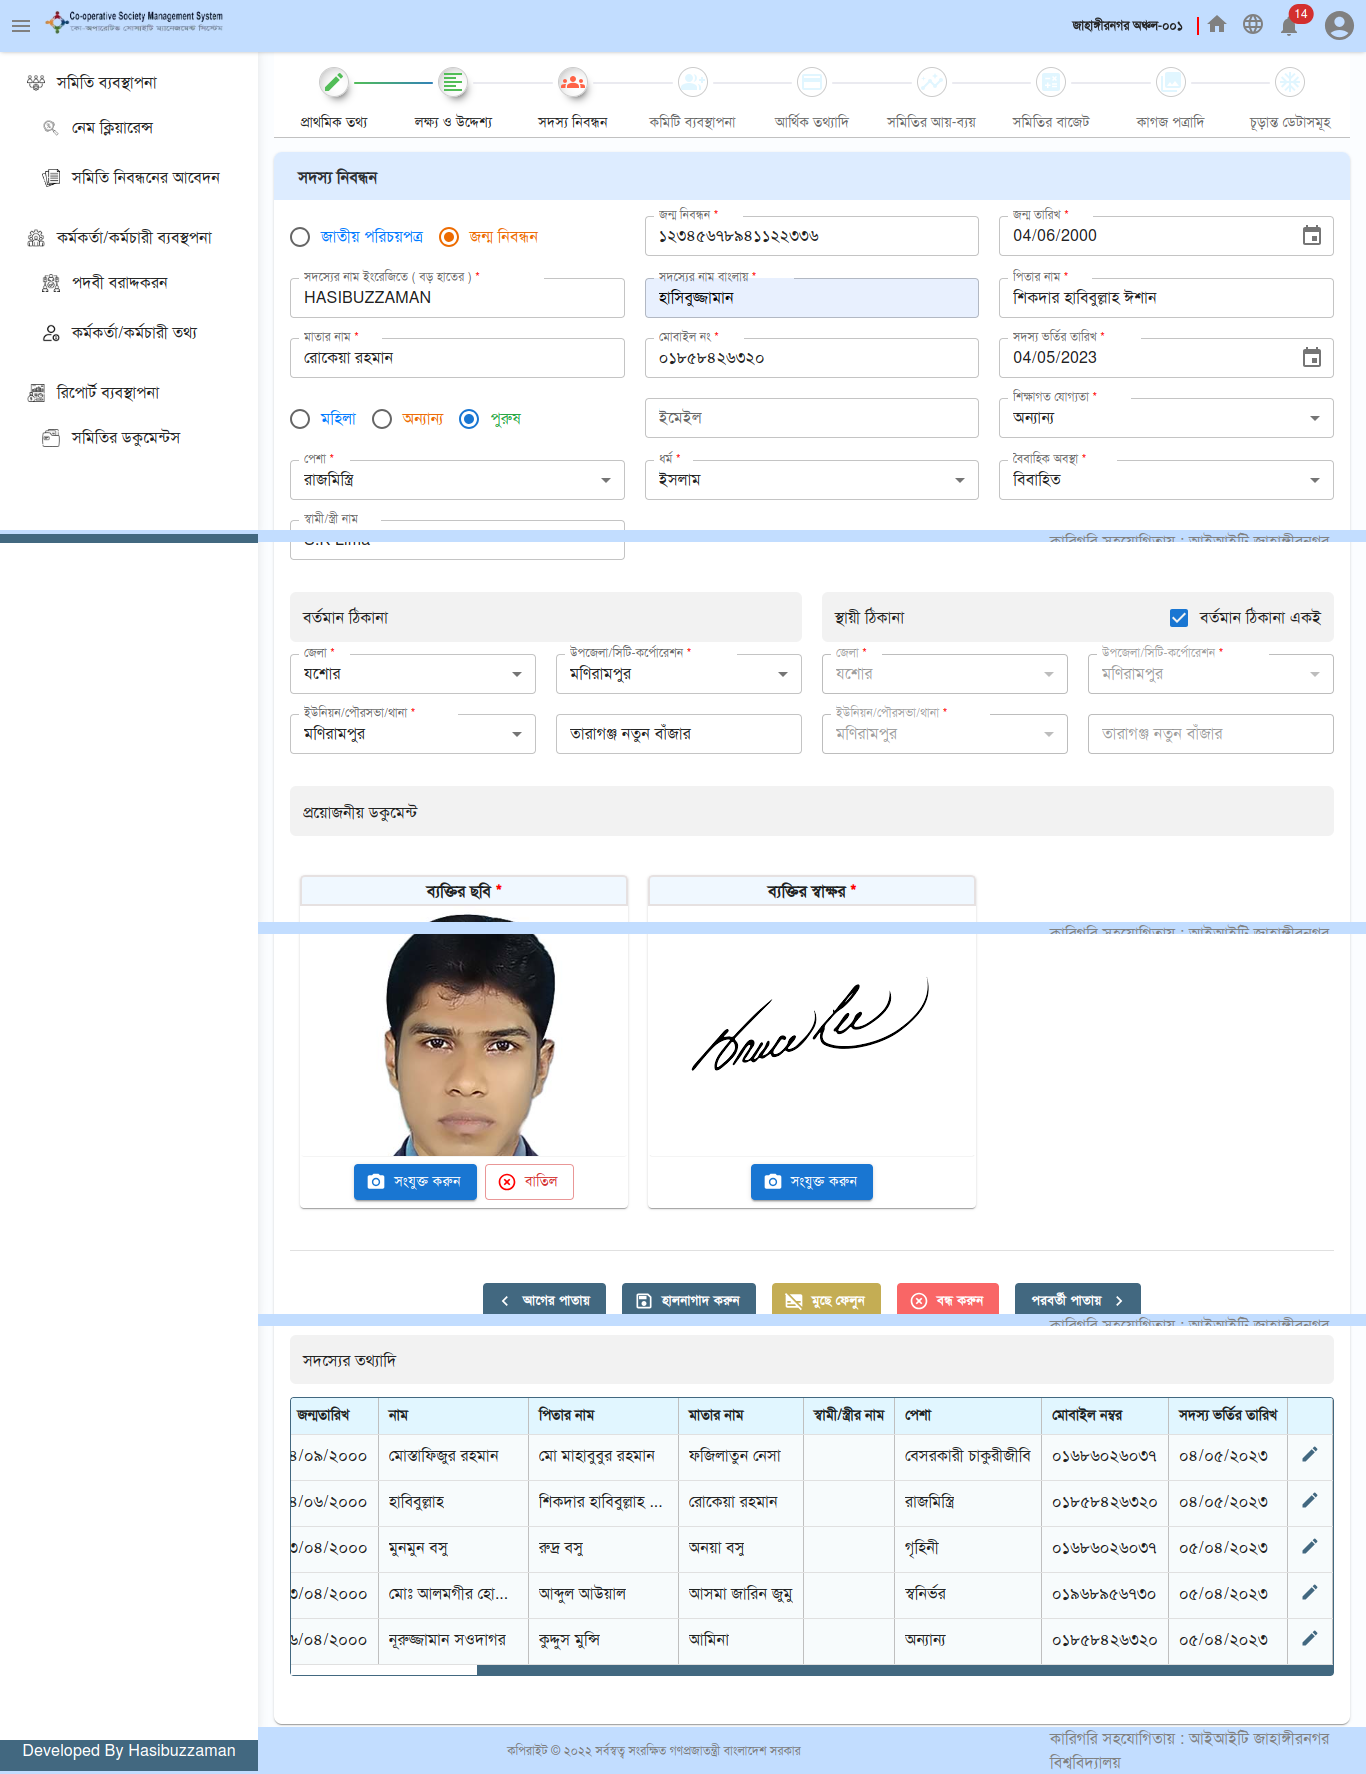 Co-operative Society Management System
কো-অপারেটিভ সোসাইটি ম্যানেজমেন্ট সিস্টেম
জাহাঙ্গীরনগর অঞ্চল-০০১
14
সমিতি ব্যবস্থাপনা
নেম ক্লিয়ারেন্স
সমিতি নিবন্ধনের আবেদন
কর্মকর্তা/কর্মচারী ব্যবস্থপনা
পদবী বরাদ্দকরন
কর্মকর্তা/কর্মচারী তথ্য
রিপোর্ট ব্যবস্থাপনা
সমিতির ডকুমেন্টস
প্রাথমিক তথ্য লক্ষ্য ও উদ্দেশ্য সদস্য নিবন্ধন কমিটি ব্যবস্থাপনা আর্থিক তথ্যাদি সমিতির আয়-ব্যয় সমিতির বাজেট কাগজ পত্রাদি চূড়ান্ত ডেটাসমূহ
সদস্য নিবন্ধন
জাতীয় পরিচয়পত্র জন্ম নিবন্ধন
জন্ম নিবন্ধন *
১২৩৪৫৬৭৮৯৪১১২২৩৩৬
জন্ম তারিখ *
04/06/2000
সদস্যের নাম ইংরেজিতে ( বড় হাতের ) *
HASIBUZZAMAN
সদস্যের নাম বাংলায় *
হাসিবুজ্জামান
পিতার নাম *
শিকদার হাবিবুল্লাহ ঈশান
মাতার নাম *
রোকেয়া রহমান
মোবাইল নং *
০১৮৫৮৪২৬৩২০
সদস্য ভর্তির তারিখ *
04/05/2023
মহিলা অন্যান্য পুরুষ
ইমেইল
শিক্ষাগত যোগ্যতা *
অন্যান্য
পেশা *
রাজমিস্ত্রি
ধর্ম *
ইসলাম
বৈবাহিক অবস্থা *
বিবাহিত
স্বামী/স্ত্রী নাম
কারিগরি সহযোগিতায় : আইআইটি জাহাঙ্গীরনগর
বর্তমান ঠিকানা
স্থায়ী ঠিকানা বর্তমান ঠিকানা একই
জেলা *
যশোর
উপজেলা/সিটি-কর্পোরেশন *
মণিরামপুর
জেলা *
যশোর
উপজেলা/সিটি-কর্পোরেশন *
মণিরামপুর
ইউনিয়ন/পৌরসভা/থানা *
মণিরামপুর
তারাগঞ্জ নতুন বাঁজার
ইউনিয়ন/পৌরসভা/থানা *
মণিরামপুর
তারাগঞ্জ নতুন বাঁজার
প্রয়োজনীয় ডকুমেন্ট
ব্যক্তির ছবি *
ব্যক্তির স্বাক্ষর *
কারিগরি সহযোগিতায় : আইআইটি জাহাঙ্গীরনগর
Bruce Lee
সংযুক্ত করুন বাতিল
সংযুক্ত করুন
আগের পাতায় হালনাগাদ করুন মুছে ফেলুন বন্ধ করুন পরবর্তী পাতায়
কারিগরি সহযোগিতায় : আইআইটি জাহাঙ্গীরনগর
সদস্যের তথ্যাদি
জন্মতারিখ নাম পিতার নাম মাতার নাম স্বামী/স্ত্রীর নাম পেশা মোবাইল নম্বর সদস্য ভর্তির তারিখ
৪/০৯/২০০০ মোস্তাফিজুর রহমান মো মাহাবুবুর রহমান ফজিলাতুন নেসা বেসরকারী চাকুরীজীবি ০১৬৮৬০২৬০৩৭ ০৪/০৫/২০২৩
৪/০৬/২০০০ হাবিবুল্লাহ শিকদার হাবিবুল্লাহ ... রোকেয়া রহমান রাজমিস্ত্রি ০১৮৫৮৪২৬৩২০ ০৪/০৫/২০২৩
৩/০৪/২০০০ মুনমুন বসু রুদ্র বসু অনয়া বসু গৃহিনী ০১৬৮৬০২৬০৩৭ ০৫/০৪/২০২৩
৩/০৪/২০০০ মোঃ আলমগীর হো... আব্দুল আউয়াল আসমা জারিন জুমু স্বনির্ভর ০১৯৬৮৯৫৬৭৩০ ০৫/০৪/২০২৩
৬/০৪/২০০০ নূরুজ্জামান সওদাগর কুদ্দুস মুন্সি আমিনা অন্যান্য ০১৮৫৮৪২৬৩২০ ০৫/০৪/২০২৩
Developed By Hasibuzzaman
কপিরাইট © ২০২২ সর্বস্বত্ব সংরক্ষিত গণপ্রজাতন্ত্রী বাংলাদেশ সরকার
কারিগরি সহযোগিতায় : আইআইটি জাহাঙ্গীরনগর
বিশ্ববিদ্যালয়